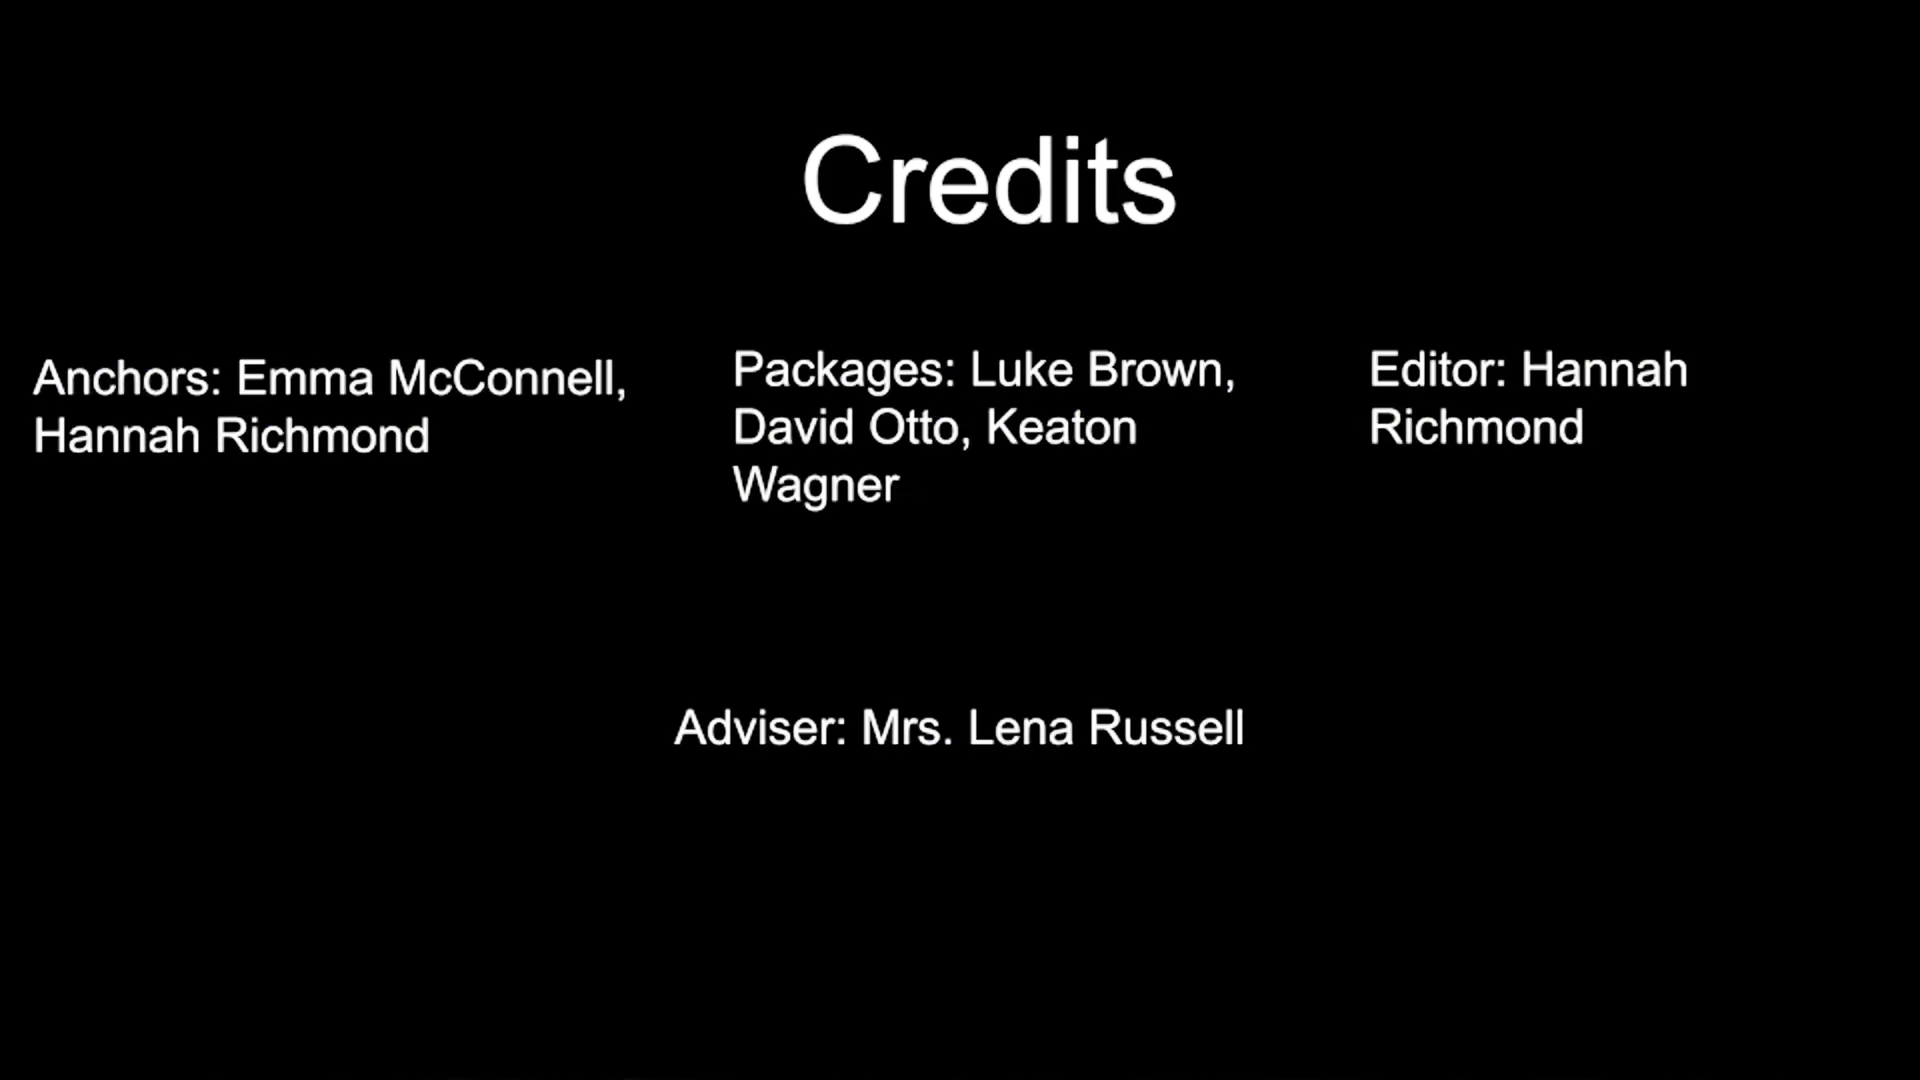 Credits
Anchors: Emma McConnell,
Hannah Richmond
Packages: Luke Brown,
David Otto, Keaton
Wagner
Editor: Hannah
Richmond
Adviser: Mrs. Lena Russell